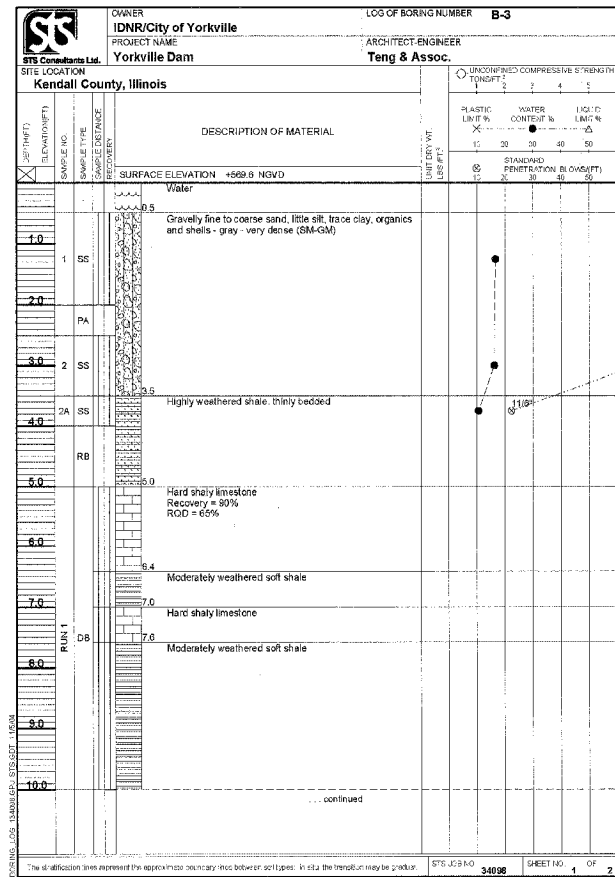 STS
STS Consultants Ltd.
OWNER
IDNR/City of Yorkville
LOG OF BORING NUMBER B-3
PROJECT NAME
Yorkville Dam
ARCHITECT-ENGINEER
Teng & Assoc.
SITE LOCATION
Kendall County, Illinois
UNCONFINED COMPRESSIVE STRENGTH
TONS/FT.²
1 2 3 4 5
DEPTH(FT)
ELEVATION(FT)
SAMPLE NO.
SAMPLE TYPE
SAMPLE DISTANCE
RECOVERY
DESCRIPTION OF MATERIAL
UNIT DRY WT.
LBS./FT.³
PLASTIC LIMIT %
WATER CONTENT %
LIQUID LIMIT %
10 20 30 40 50
STANDARD
PENETRATION BLOWS/(FT)
10 20 30 40 50
SURFACE ELEVATION +569.6 NGVD
Water
0.5
Gravelly fine to coarse sand, little silt, trace clay, organics
and shells - gray - very dense (SM-GM)
1.0
1 SS
2.0
PA
3.0
2 SS
3.5
Highly weathered shale, thinly bedded
2A SS
11/6"
4.0
RB
5.0
5.0
Hard shaly limestone
Recovery = 90%
RQD = 65%
6.0
6.4
Moderately weathered soft shale
7.0
7.0
Hard shaly limestone
RUN 1
DB
7.6
Moderately weathered soft shale
8.0
9.0
10.0
... continued
The stratification lines represent the approximate boundary lines between soil types: in situ, the transition may be gradual.
STS JOB NO.
34098
SHEET NO. 1 OF 2
BORING_LOG 134098.GPJ STS.GDT 11/5/04